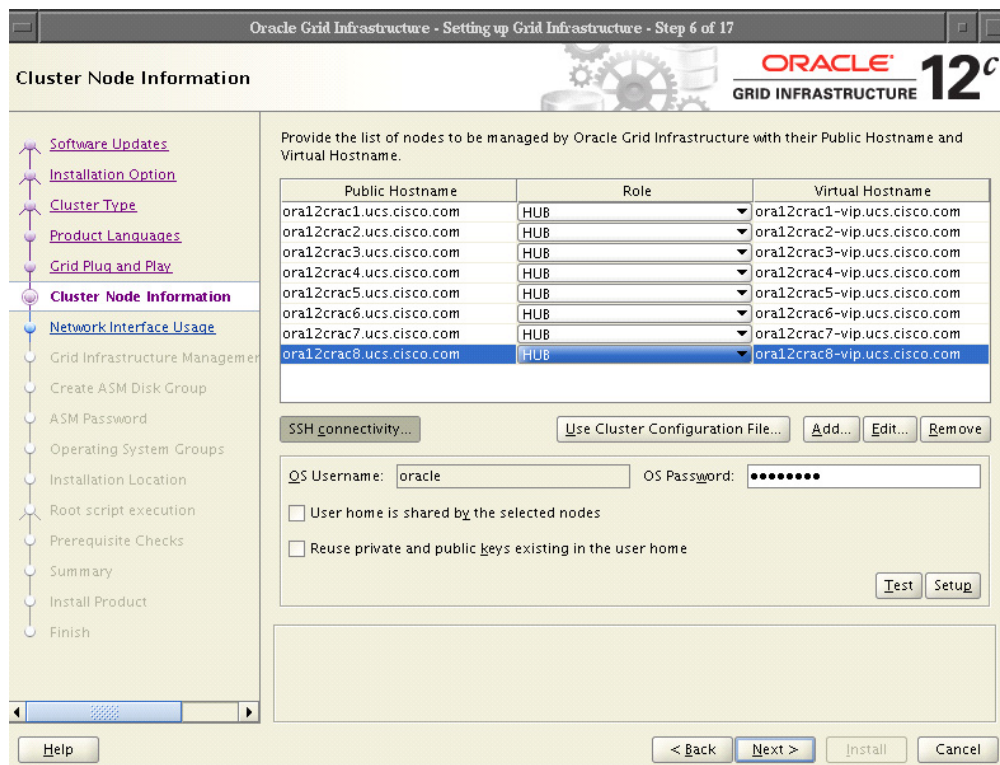 Oracle Grid Infrastructure - Setting up Grid Infrastructure - Step 6 of 17
Cluster Node Information
ORACLE
GRID INFRASTRUCTURE
12c
Software Updates
Installation Option
Cluster Type
Product Languages
Grid Plug and Play
Cluster Node Information
Network Interface Usage
Grid Infrastructure Managemer
Create ASM Disk Group
ASM Password
Operating System Groups
Installation Location
Root script execution
Prerequisite Checks
Summary
Install Product
Finish
Provide the list of nodes to be managed by Oracle Grid Infrastructure with their Public Hostname and
Virtual Hostname.
Public Hostname Role Virtual Hostname
ora12crac1.ucs.cisco.com HUB ora12crac1-vip.ucs.cisco.com
ora12crac2.ucs.cisco.com HUB ora12crac2-vip.ucs.cisco.com
ora12crac3.ucs.cisco.com HUB ora12crac3-vip.ucs.cisco.com
ora12crac4.ucs.cisco.com HUB ora12crac4-vip.ucs.cisco.com
ora12crac5.ucs.cisco.com HUB ora12crac5-vip.ucs.cisco.com
ora12crac6.ucs.cisco.com HUB ora12crac6-vip.ucs.cisco.com
ora12crac7.ucs.cisco.com HUB ora12crac7-vip.ucs.cisco.com
ora12crac8.ucs.cisco.com HUB ora12crac8-vip.ucs.cisco.com
SSH connectivity... Use Cluster Configuration File... Add... Edit... Remove
OS Username: oracle OS Password: ••••••••
User home is shared by the selected nodes
Reuse private and public keys existing in the user home
Test Setup
Help < Back Next > Install Cancel